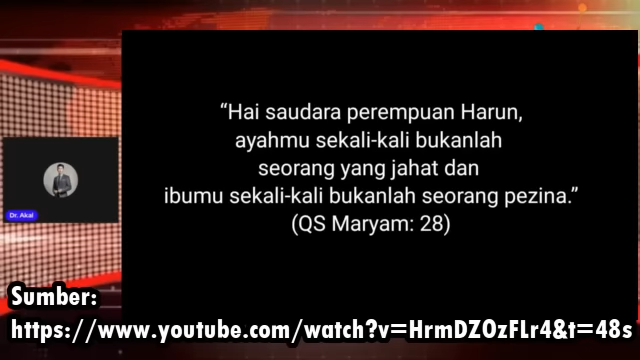 “Hai saudara perempuan Harun,
ayahmu sekali-kali bukanlah
seorang yang jahat dan
ibumu sekali-kali bukanlah seorang pezina.”
(QS Maryam: 28)
Dr. Akal
Sumber:
https://www.youtube.com/watch?v=HrmDZOzFLr4&t=48s